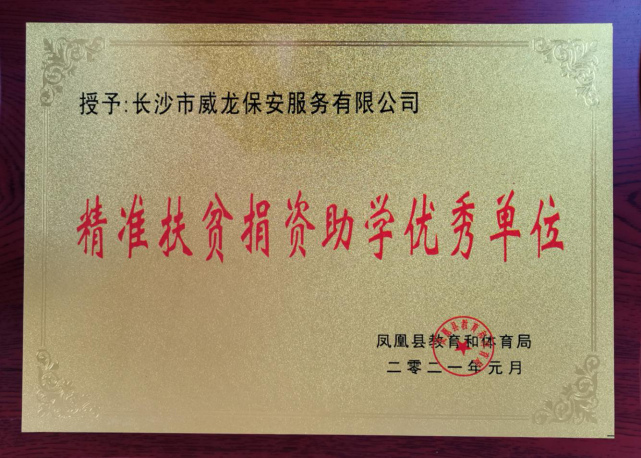 授予:长沙市威龙保安服务有限公司
精准扶贫捐资助学优秀单位
凤凰县教育和体育局
二零二一年元月